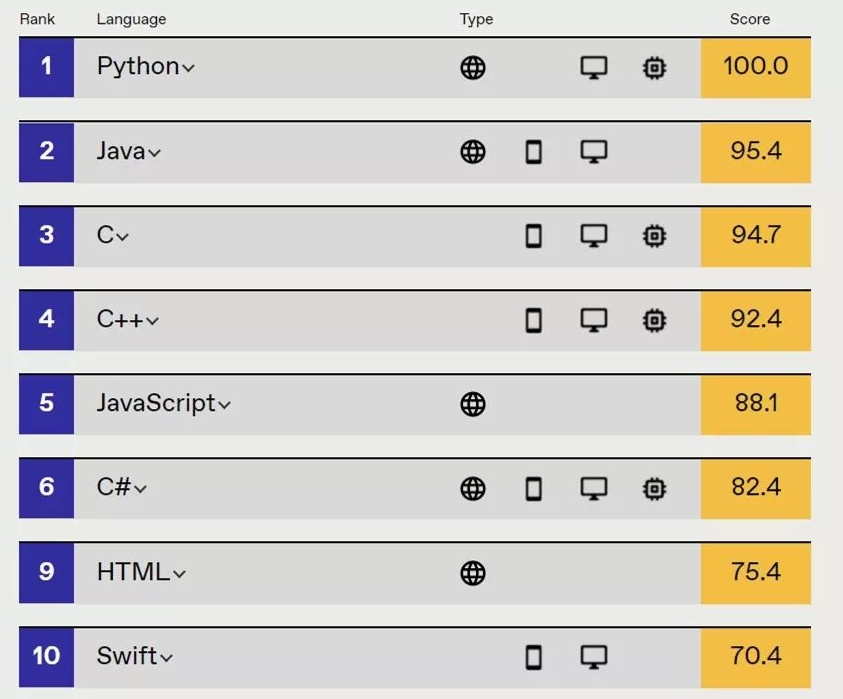 Rank Language Type Score
1 Python 100.0
2 Java 95.4
3 C 94.7
4 C++ 92.4
5 JavaScript 88.1
6 C# 82.4
9 HTML 75.4
10 Swift 70.4